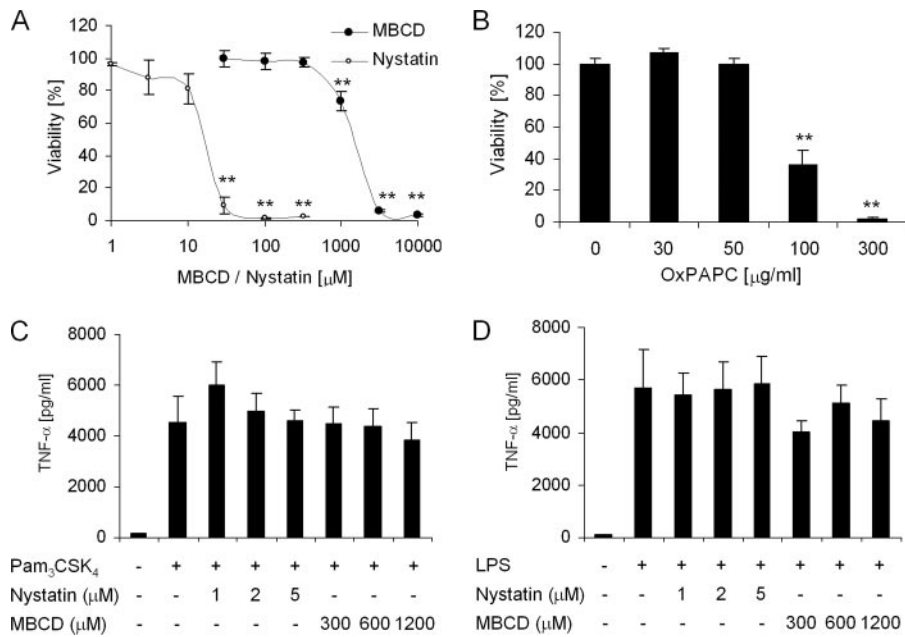 A
120
100
80
60
40
20
0
Viability [%]
MBCD
Nystatin
**
**
**
**
**
**
1
10
100
1000
10000
MBCD / Nystatin [μM]
B
120
100
80
60
40
20
0
Viability [%]
**
**
0 30 50 100 300
OxPAPC [μg/ml]
C
8000
6000
4000
2000
0
TNF-α [pg/ml]
Pam₃CSK₄ - + + + + + + +
Nystatin (μM) - - 1 2 5 - - -
MBCD (μM) - - - - - 300 600 1200
D
8000
6000
4000
2000
0
TNF-α [pg/ml]
LPS - + + + + + + +
Nystatin (μM) - - 1 2 5 - - -
MBCD (μM) - - - - - 300 600 1200